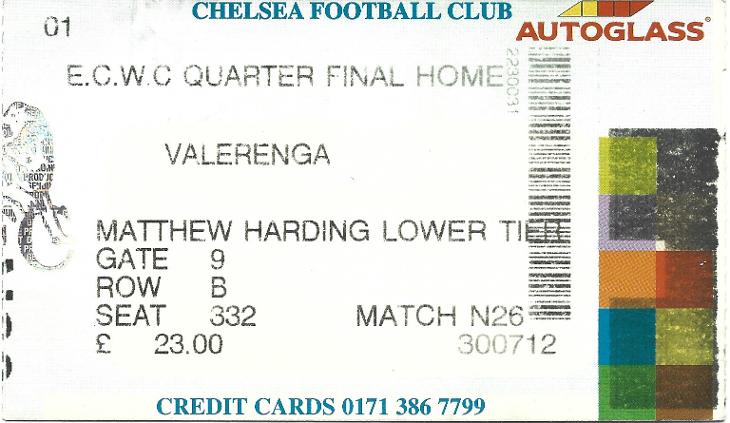 CHELSEA FOOTBALL CLUB
AUTOGLASS®
01
E.C.W.C QUARTER FINAL HOME
2230031
VALERENGA
MATTHEW HARDING LOWER TIER
GATE 9
ROW B
SEAT 332 MATCH N26
£ 23.00 300712
CREDIT CARDS 0171 386 7799